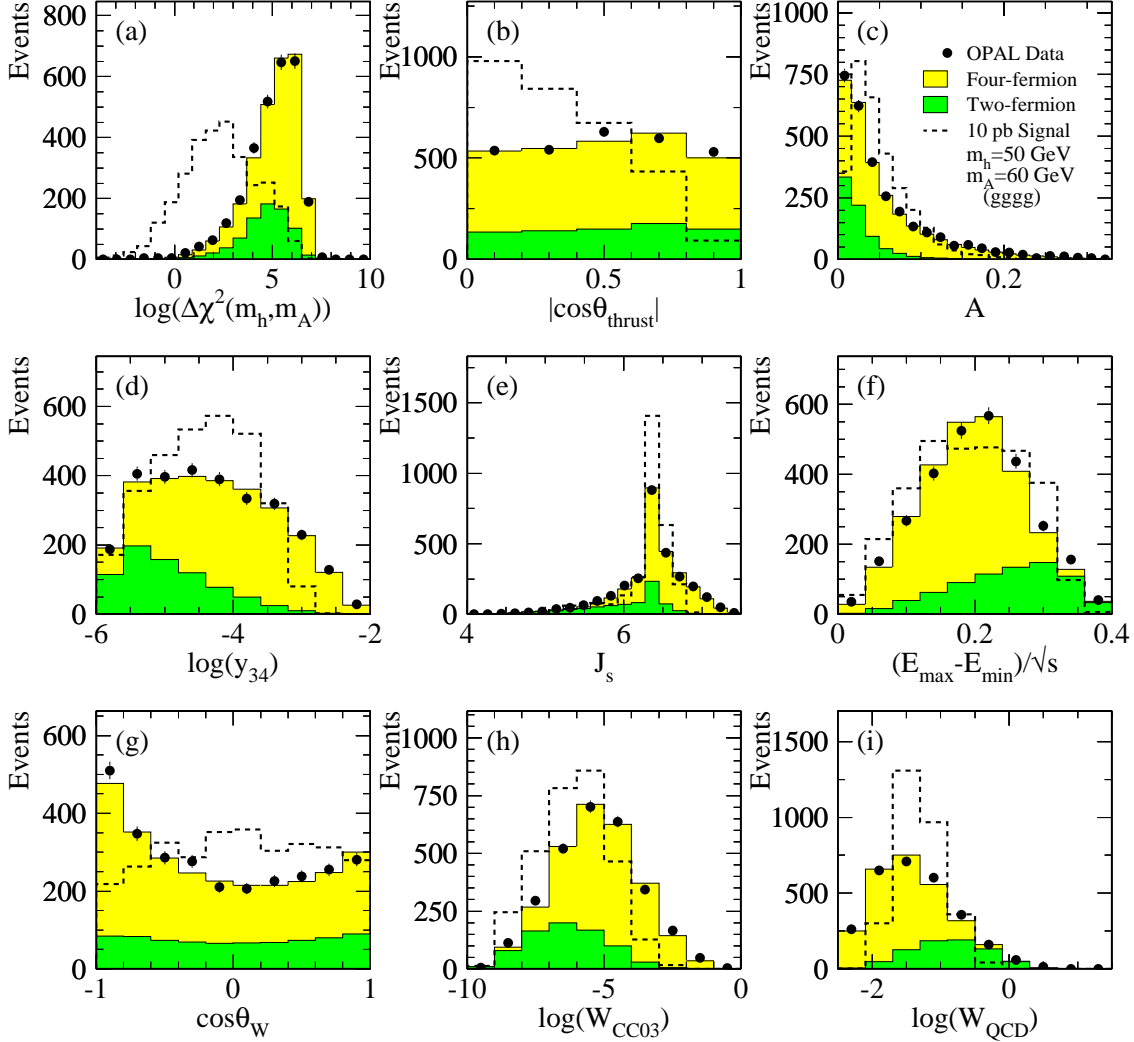 Events
(a)
0
200
400
600
800
0
5
10
log(Δχ²(m_h,m_A))
Events
(b)
0
500
1000
0
0.5
1
|cosθ_thrust|
Events
(c)
0
250
500
750
1000
0
0.2
A
OPAL Data
Four-fermion
Two-fermion
10 pb Signal
m_h=50 GeV
m_A=60 GeV
(gggg)
Events
(d)
0
200
400
600
-6
-4
-2
log(y_34)
Events
(e)
0
500
1000
1500
4
6
J_s
Events
(f)
0
200
400
600
0
0.2
0.4
(E_max-E_min)/√s
Events
(g)
0
200
400
600
-1
0
1
cosθ_W
Events
(h)
0
250
500
750
1000
-10
-5
0
log(W_CC03)
Events
(i)
0
500
1000
1500
-2
0
log(W_QCD)